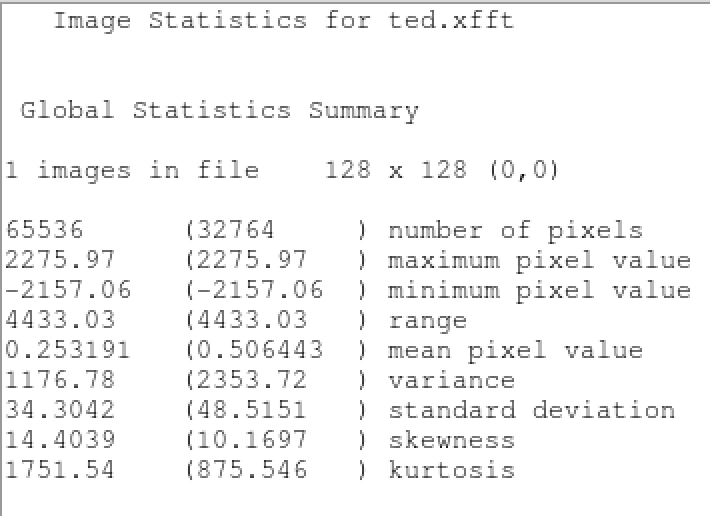 Image Statistics for ted.xfft
Global Statistics Summary
1 images in file    128 x 128 (0,0)
65536      (32764     ) number of pixels
2275.97    (2275.97   ) maximum pixel value
-2157.06   (-2157.06  ) minimum pixel value
4433.03    (4433.03   ) range
0.253191   (0.506443  ) mean pixel value
1176.78    (2353.72   ) variance
34.3042    (48.5151   ) standard deviation
14.4039    (10.1697   ) skewness
1751.54    (875.546   ) kurtosis